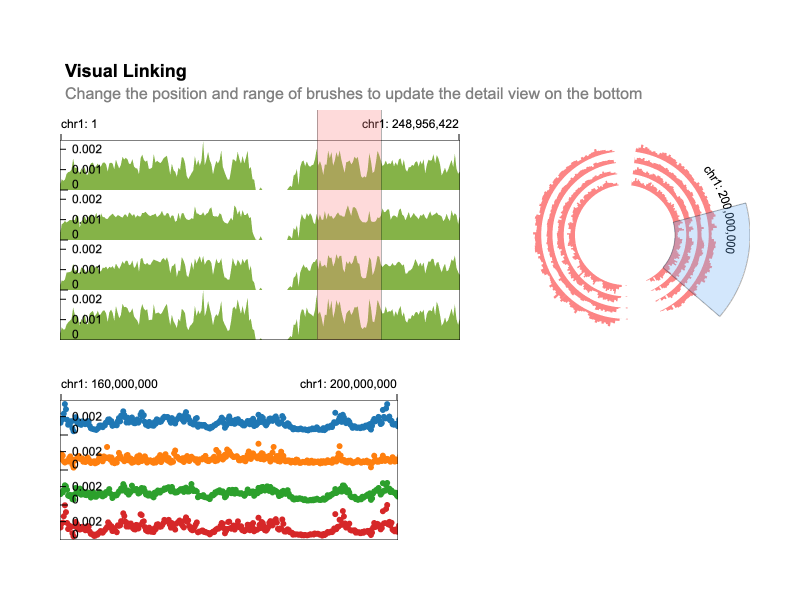 Visual Linking
Change the position and range of brushes to update the detail view on the bottom
chr1: 1
chr1: 248,956,422
0.002
0.001
0
0.002
0.001
0
0.002
0.001
0
0.002
0.001
0
chr1: 200,000,000
chr1: 160,000,000
chr1: 200,000,000
0.002
0
0.002
0
0.002
0
0.002
0